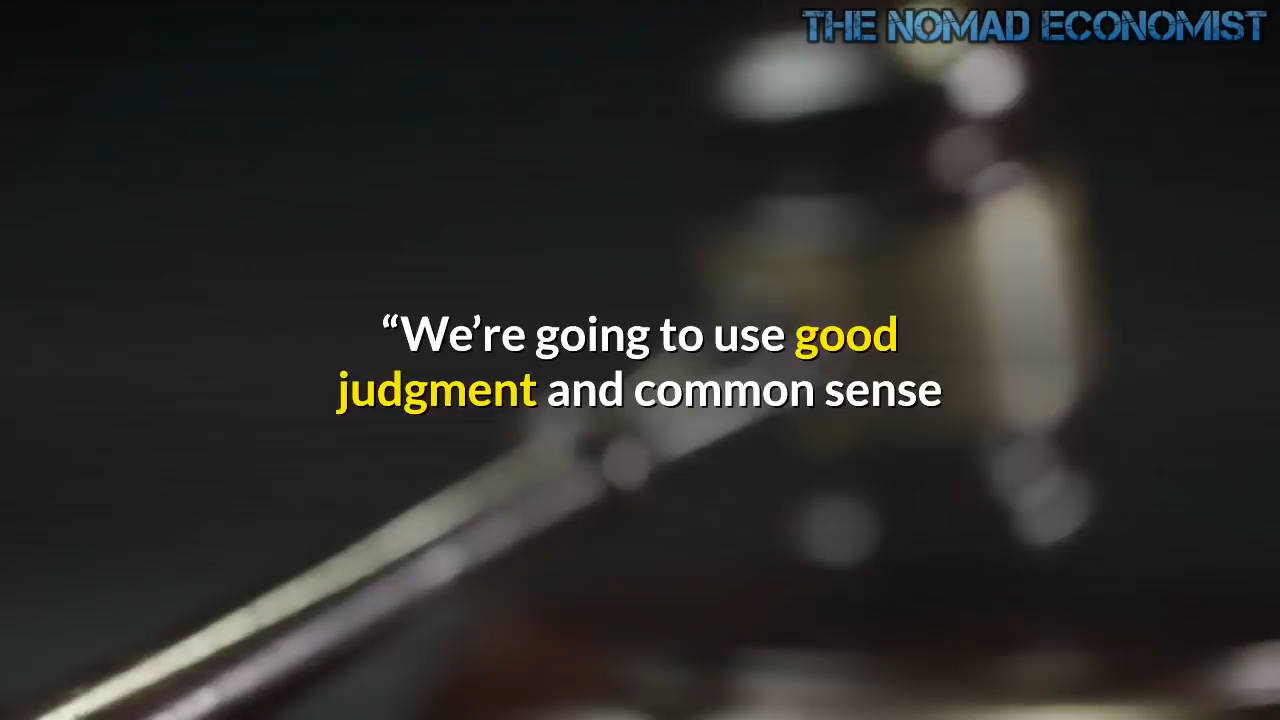 THE NOMAD ECONOMIST
“We’re going to use good
judgment and common sense